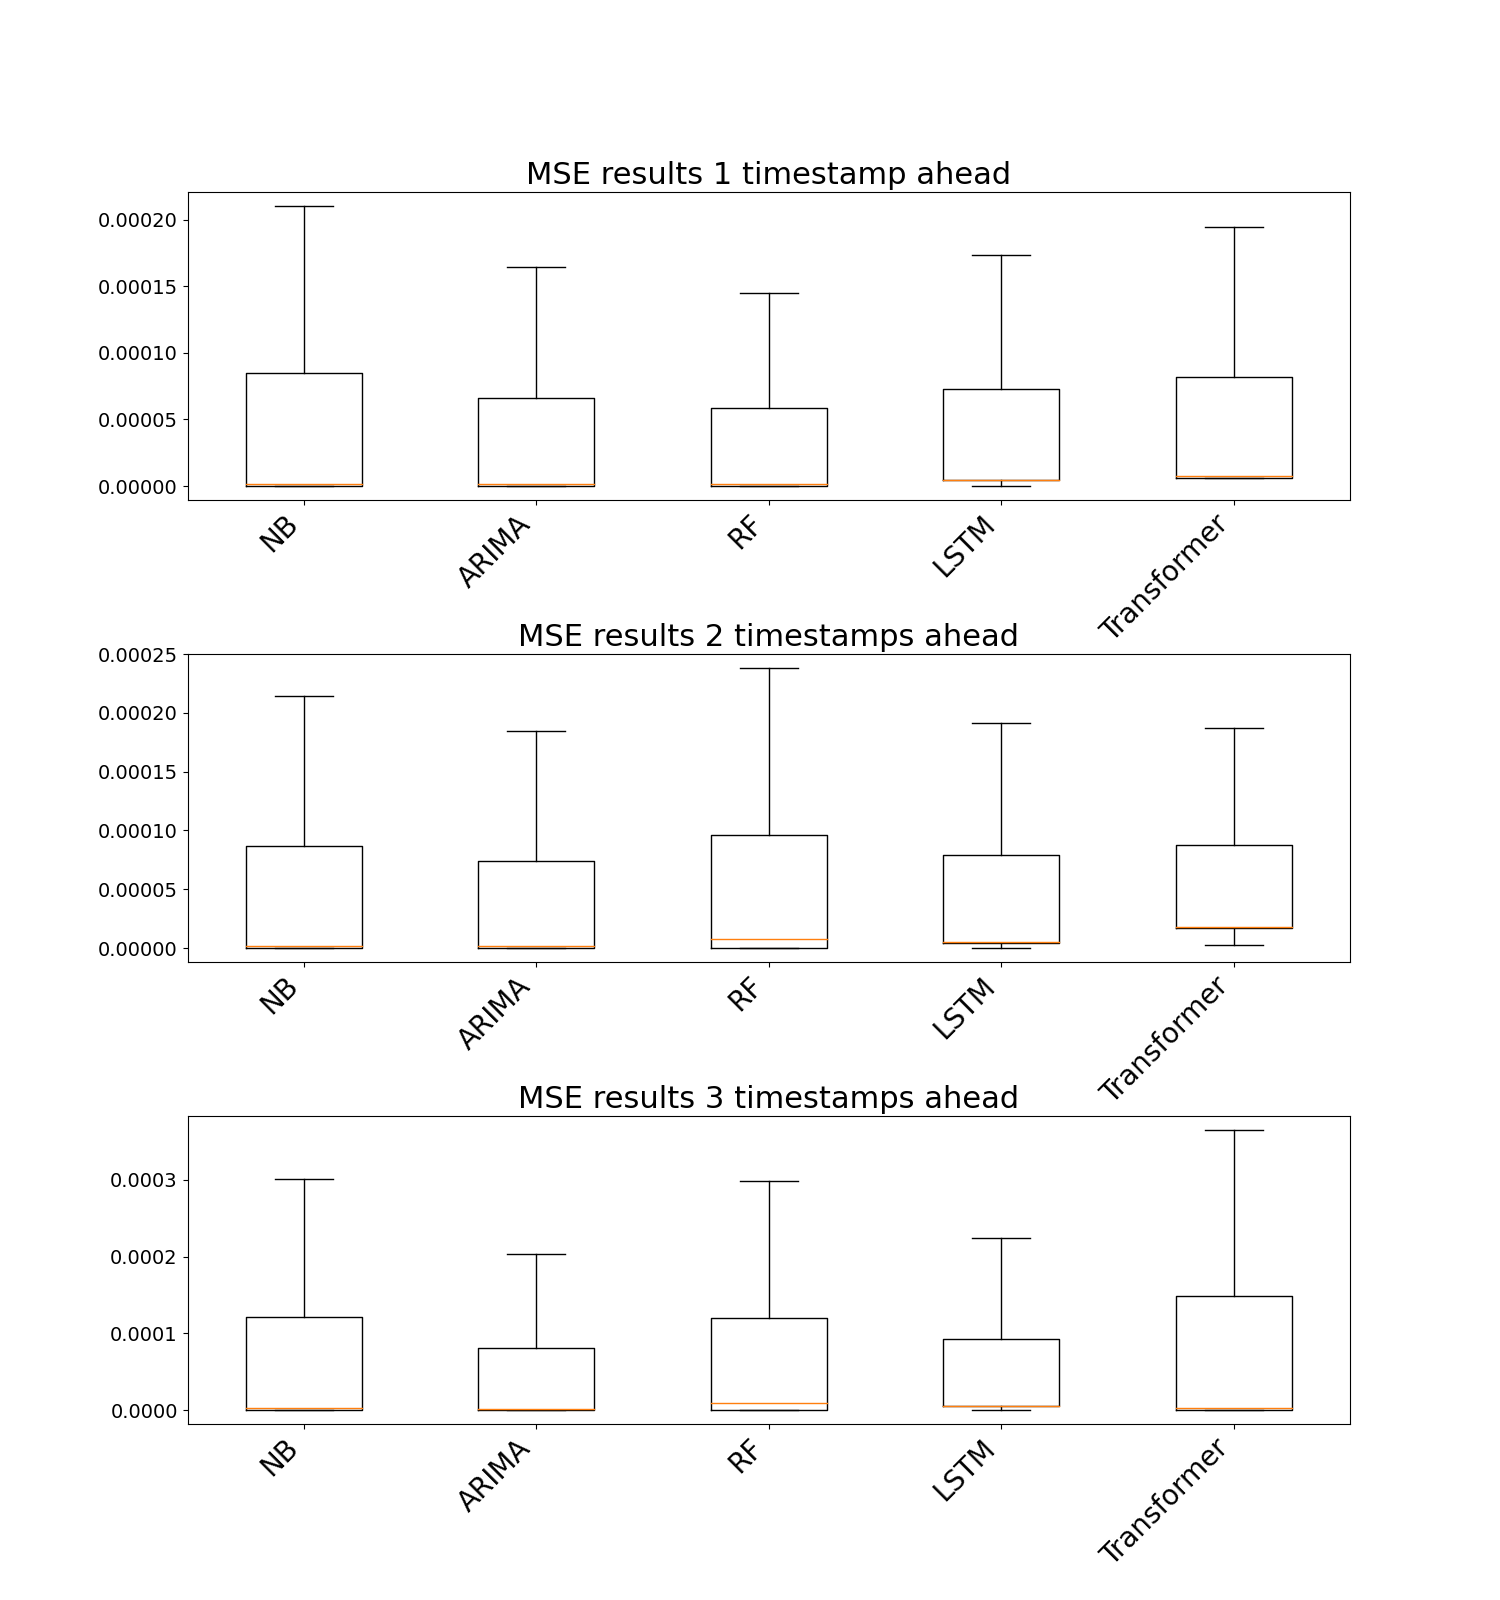 MSE results 1 timestamp ahead
0.00020
0.00015
0.00010
0.00005
0.00000
NB
ARIMA
RF
LSTM
Transformer
MSE results 2 timestamps ahead
0.00025
0.00020
0.00015
0.00010
0.00005
0.00000
NB
ARIMA
RF
LSTM
Transformer
MSE results 3 timestamps ahead
0.0003
0.0002
0.0001
0.0000
NB
ARIMA
RF
LSTM
Transformer